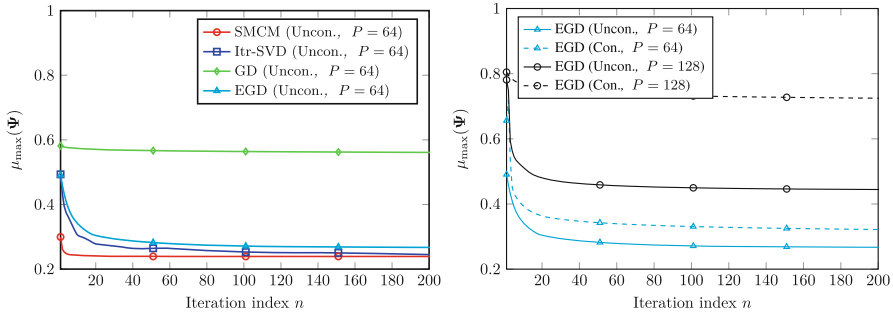 SMCM (Uncon., P = 64)
Itr-SVD (Uncon., P = 64)
GD (Uncon., P = 64)
EGD (Uncon., P = 64)
1
0.8
0.6
0.4
0.2
20 40 60 80 100 120 140 160 180 200
μmax(Ψ)
Iteration index n
EGD (Uncon., P = 64)
EGD (Con., P = 64)
EGD (Uncon., P = 128)
EGD (Con., P = 128)
1
0.8
0.6
0.4
0.2
20 40 60 80 100 120 140 160 180 200
μmax(Ψ)
Iteration index n